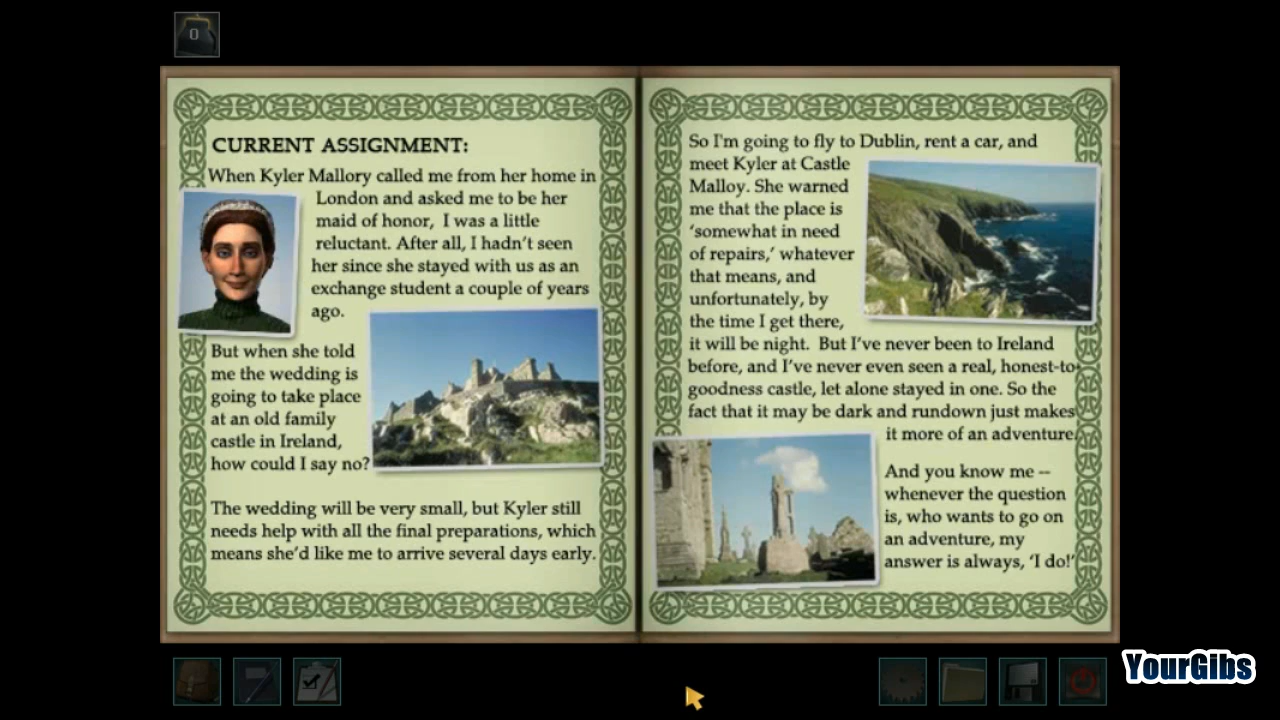 0
CURRENT ASSIGNMENT:
When Kyler Mallory called me from her home in
London and asked me to be her
maid of honor, I was a little
reluctant. After all, I hadn't seen
her since she stayed with us as an
exchange student a couple of years
ago.
But when she told
me the wedding is
going to take place
at an old family
castle in Ireland,
how could I say no?
The wedding will be very small, but Kyler still
needs help with all the final preparations, which
means she'd like me to arrive several days early.
So I'm going to fly to Dublin, rent a car, and
meet Kyler at Castle
Malloy. She warned
me that the place is
'somewhat in need
of repairs,' whatever
that means, and
unfortunately, by
the time I get there,
it will be night. But I've never been to Ireland
before, and I've never even seen a real, honest-to-
goodness castle, let alone stayed in one. So the
fact that it may be dark and rundown just makes
it more of an adventure.
And you know me --
whenever the question
is, who wants to go on
an adventure, my
answer is always, 'I do!'
YourGibs